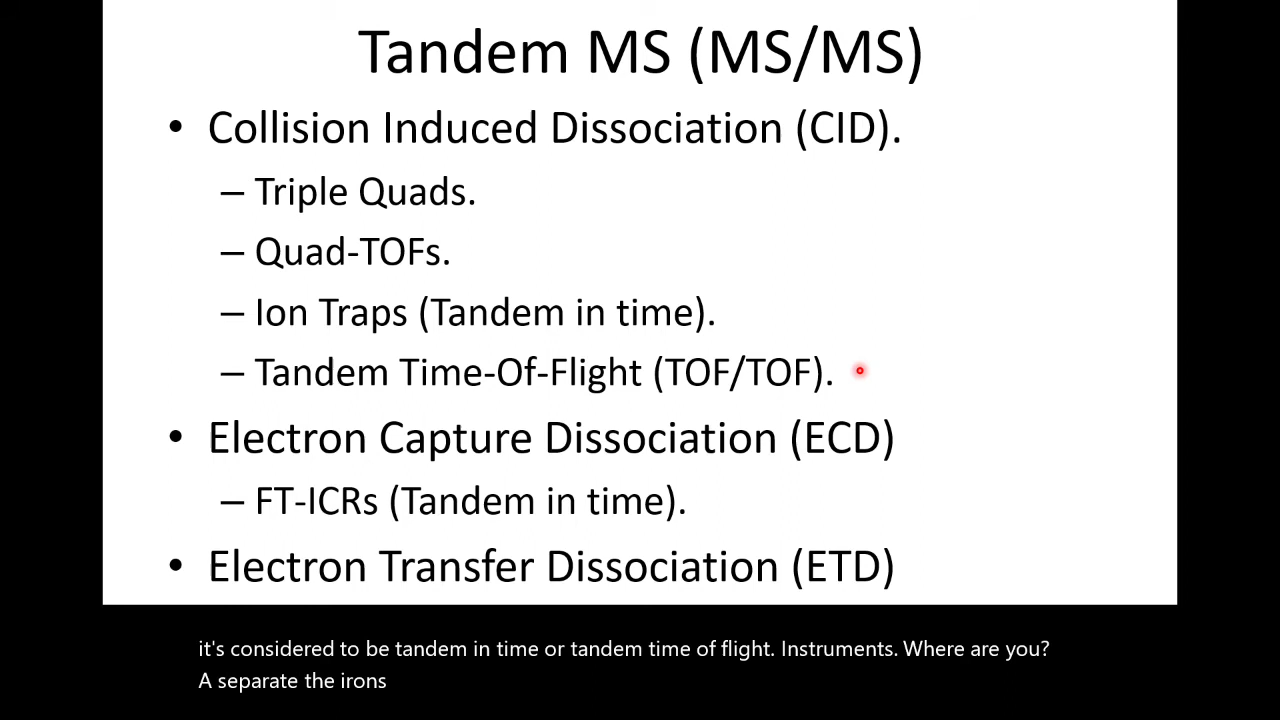 Tandem MS (MS/MS)
• Collision Induced Dissociation (CID).
– Triple Quads.
– Quad-TOFs.
– Ion Traps (Tandem in time).
– Tandem Time-Of-Flight (TOF/TOF).
• Electron Capture Dissociation (ECD)
– FT-ICRs (Tandem in time).
• Electron Transfer Dissociation (ETD)
it's considered to be tandem in time or tandem time of flight. Instruments. Where are you?
A separate the irons